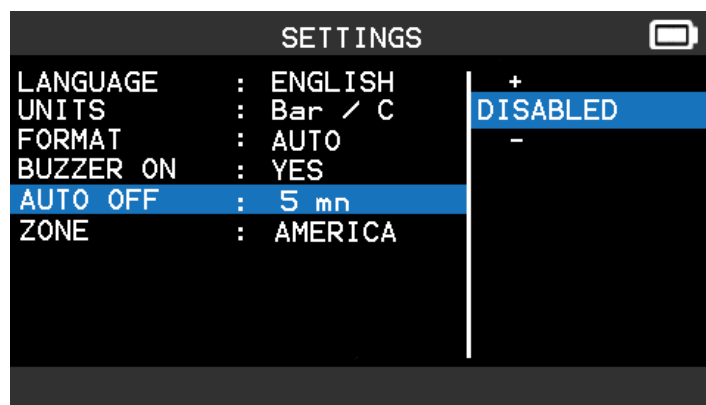 SETTINGS
LANGUAGE : ENGLISH
UNITS : Bar / C
FORMAT : AUTO
BUZZER ON : YES
AUTO OFF : 5 mn
ZONE : AMERICA
+
DISABLED
-